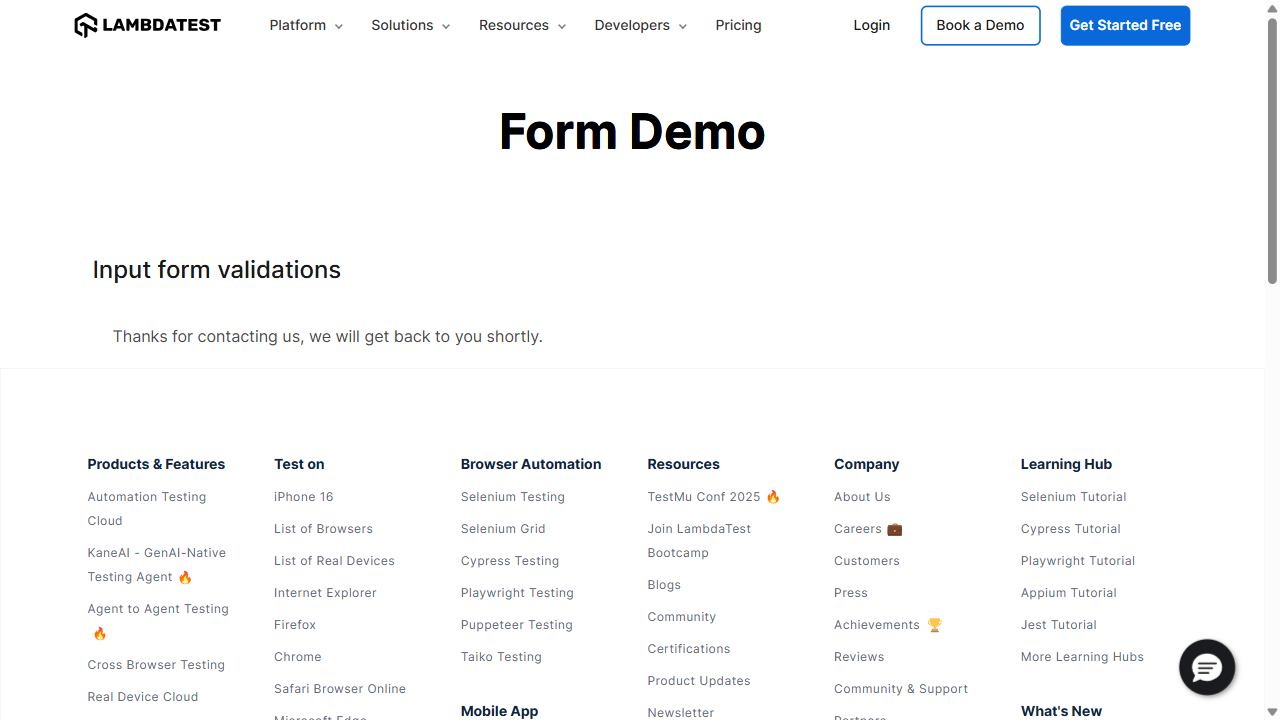 LAMBDATEST
Platform
Solutions
Resources
Developers
Pricing
Login
Book a Demo
Get Started Free
Form Demo
Input form validations
Thanks for contacting us, we will get back to you shortly.
Products & Features
Automation Testing
Cloud
KaneAI - GenAI-Native
Testing Agent 🔥
Agent to Agent Testing
🔥
Cross Browser Testing
Real Device Cloud
Test on
iPhone 16
List of Browsers
List of Real Devices
Internet Explorer
Firefox
Chrome
Safari Browser Online
Microsoft Edge
Browser Automation
Selenium Testing
Selenium Grid
Cypress Testing
Playwright Testing
Puppeteer Testing
Taiko Testing
Mobile App
Resources
TestMu Conf 2025 🔥
Join LambdaTest
Bootcamp
Blogs
Community
Certifications
Product Updates
Newsletter
Company
About Us
Careers 💼
Customers
Press
Achievements 🏆
Reviews
Community & Support
Partners
Learning Hub
Selenium Tutorial
Cypress Tutorial
Playwright Tutorial
Appium Tutorial
Jest Tutorial
More Learning Hubs
What's New